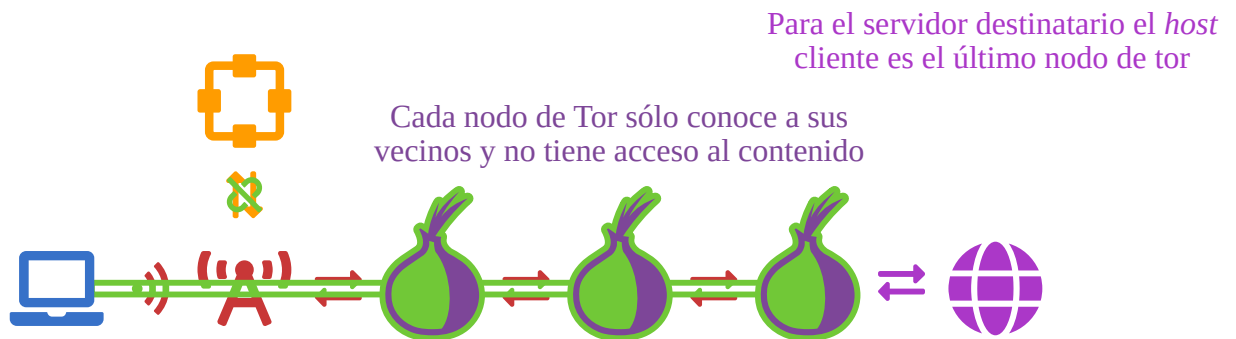 Para el servidor destinatario el host
cliente es el último nodo de tor
Cada nodo de Tor sólo conoce a sus
vecinos y no tiene acceso al contenido